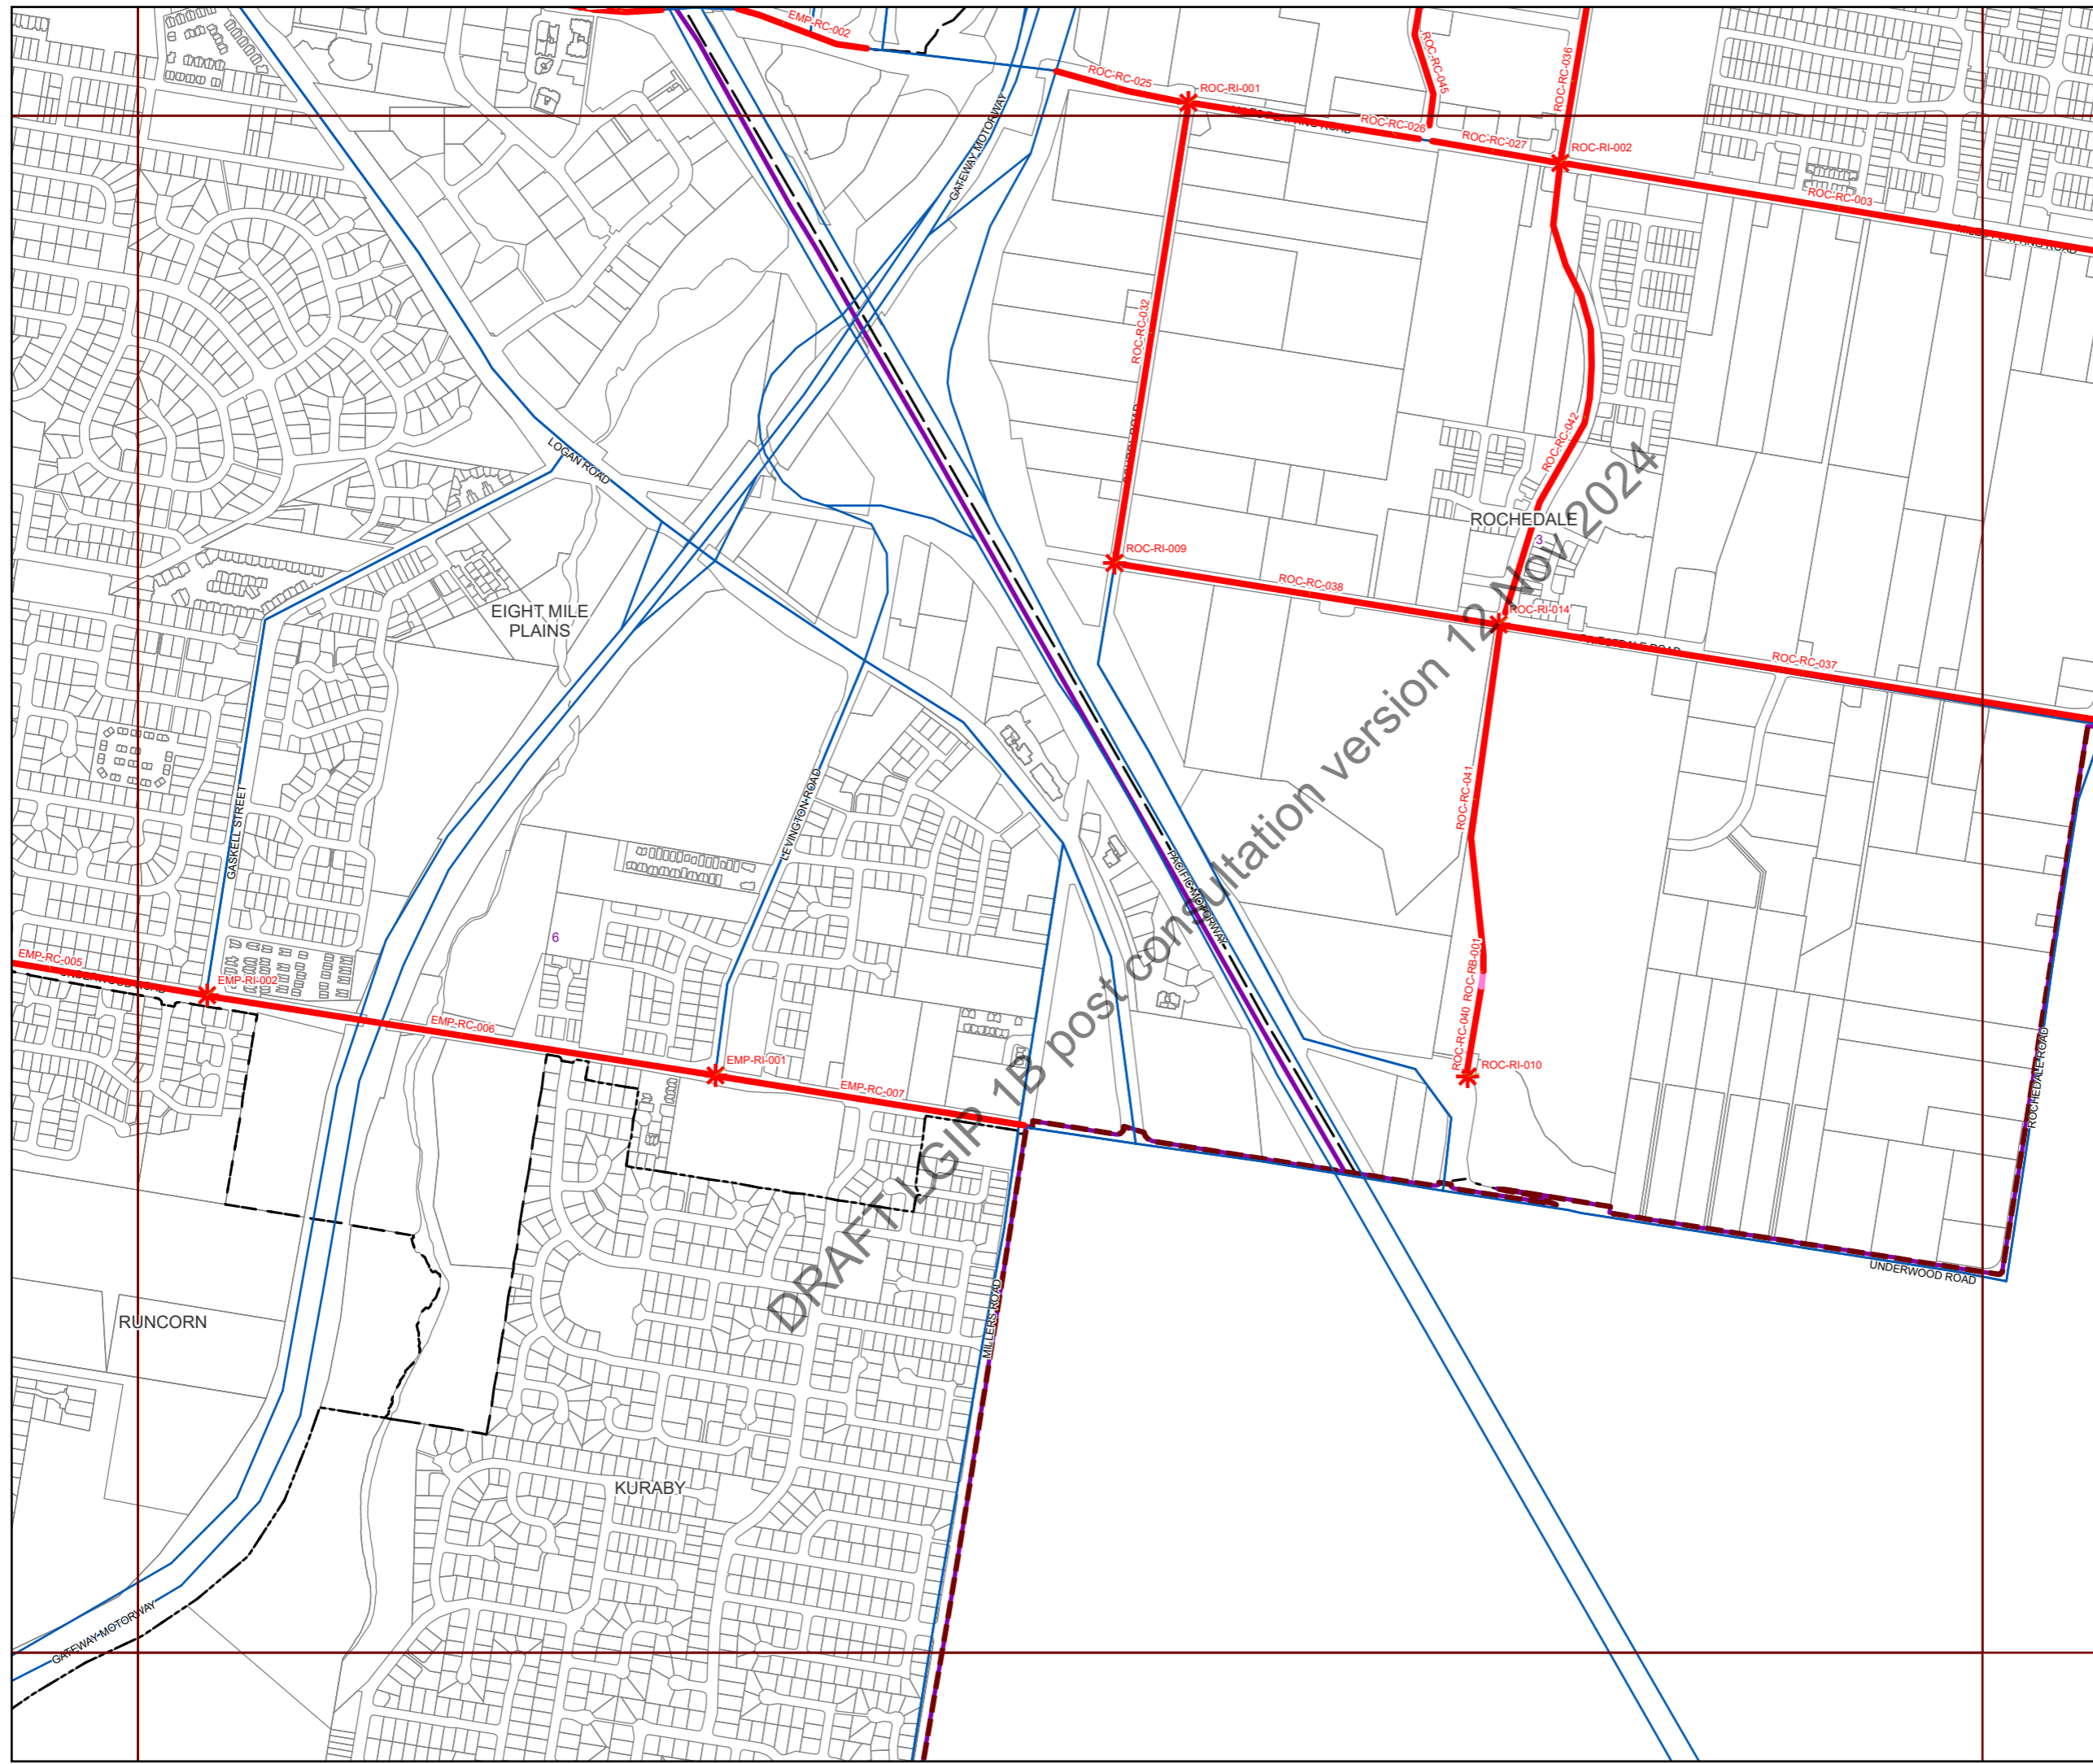 EMP-RC-002
ROC-RC-025
ROC-RI-001
ROC-RC-045
ROC-RC-036
ROC-RC-026
ROC-RC-027
ROC-RI-002
GATEWAY MOTORWAY
ROC-RC-003
ROC-RC-032
LOGAN ROAD
ROC-RC-042
ROCHEDALE
3
ROC-RI-009
ROC-RC-038
ROC-RI-014
EIGHT MILE
PLAINS
ROC-RC-037
GASKELL STREET
LEVINGTON ROAD
ROC-RC-041
PACIFIC MOTORWAY
6
EMP-RC-005
EMP-RI-002
ROC-RB-001
EMP-RC-006
EMP-RI-001
EMP-RC-007
ROC-RC-040
ROC-RI-010
ROCHEDALE ROAD
UNDERWOOD ROAD
RUNCORN
MILLERS ROAD
KURABY
GATEWAY MOTORWAY
DRAFT LGIP 1B post consultation version 12 Nov 2024